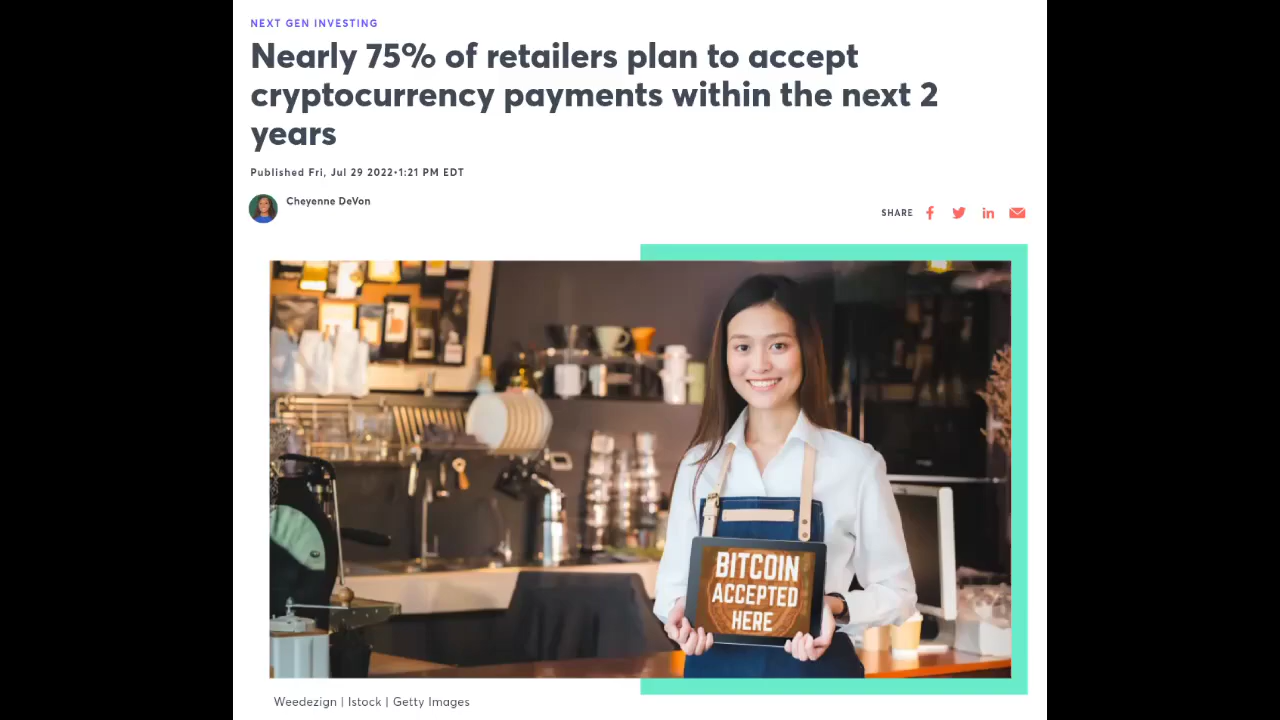 NEXT GEN INVESTING
Nearly 75% of retailers plan to accept
cryptocurrency payments within the next 2
years
Published Fri, Jul 29 2022•1:21 PM EDT
Cheyenne DeVon
SHARE
BITCOIN
ACCEPTED
HERE
Weedezign | Istock | Getty Images